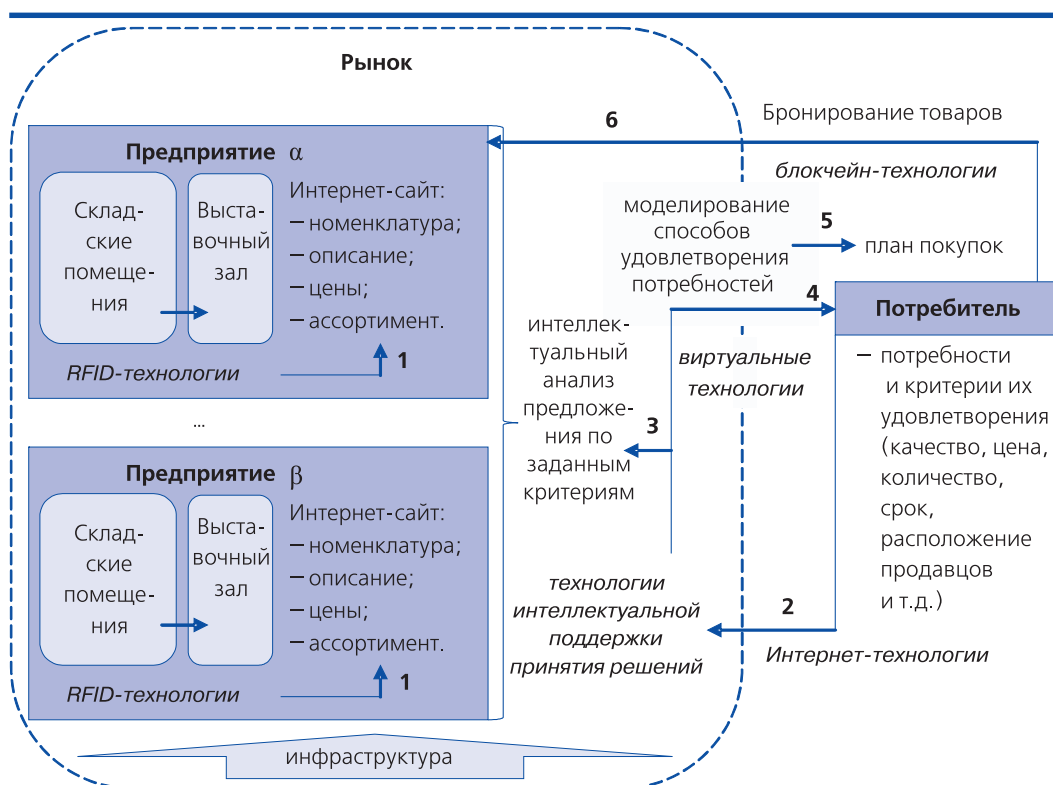 Рынок
6
Бронирование товаров
блокчейн-технологии
Предприятие α
Склад-
ские
помеще-
ния
Выста-
вочный
зал
Интернет-сайт:
— номенклатура;
— описание;
— цены;
— ассортимент.
RFID-технологии
1
...
Предприятие β
Склад-
ские
помеще-
ния
Выста-
вочный
зал
Интернет-сайт:
— номенклатура;
— описание;
— цены;
— ассортимент.
RFID-технологии
1
интеллек-
туальный
анализ
предложе-
ния по
заданным
критериям
3
моделирование
способов
удовлетворения
потребностей
5
план покупок
4
виртуальные
технологии
Потребитель
— потребности
и критерии их
удовлетворения
(качество, цена,
количество,
срок,
расположение
продавцов
и т.д.)
2
Интернет-технологии
технологии
интеллектуальной
поддержки
принятия решений
инфраструктура